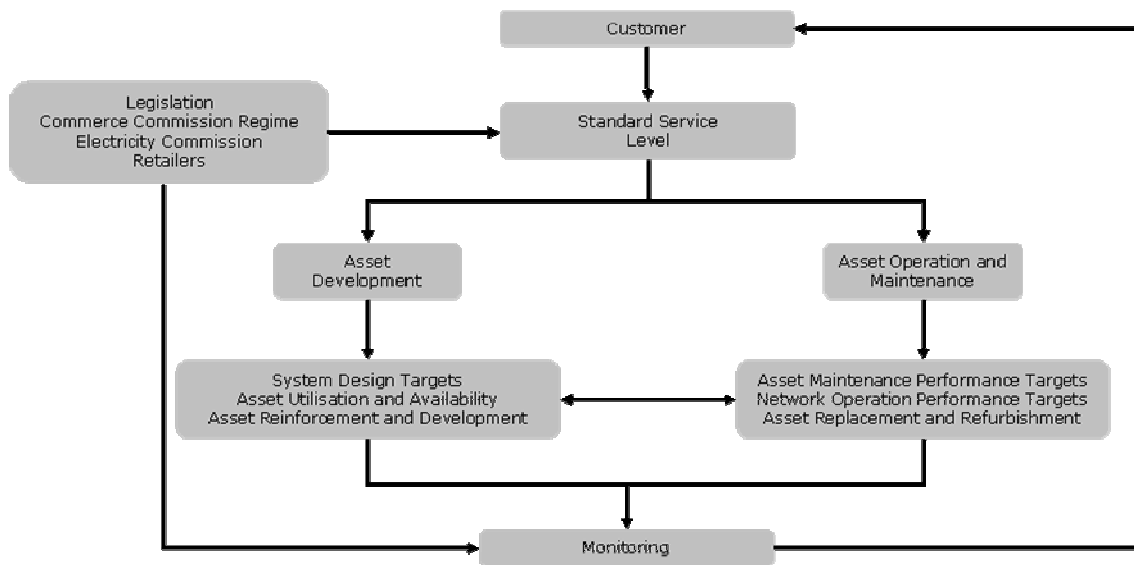 Customer
Legislation
Commerce Commission Regime
Electricity Commission
Retailers
Standard Service
Level
Asset
Development
Asset Operation and
Maintenance
System Design Targets
Asset Utilisation and Availability
Asset Reinforcement and Development
Asset Maintenance Performance Targets
Network Operation Performance Targets
Asset Replacement and Refurbishment
Monitoring